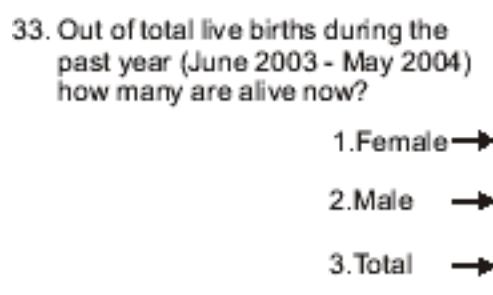 33. Out of total live births during the
past year (June 2003 - May 2004)
how many are alive now?
1.Female
2.Male
3.Total